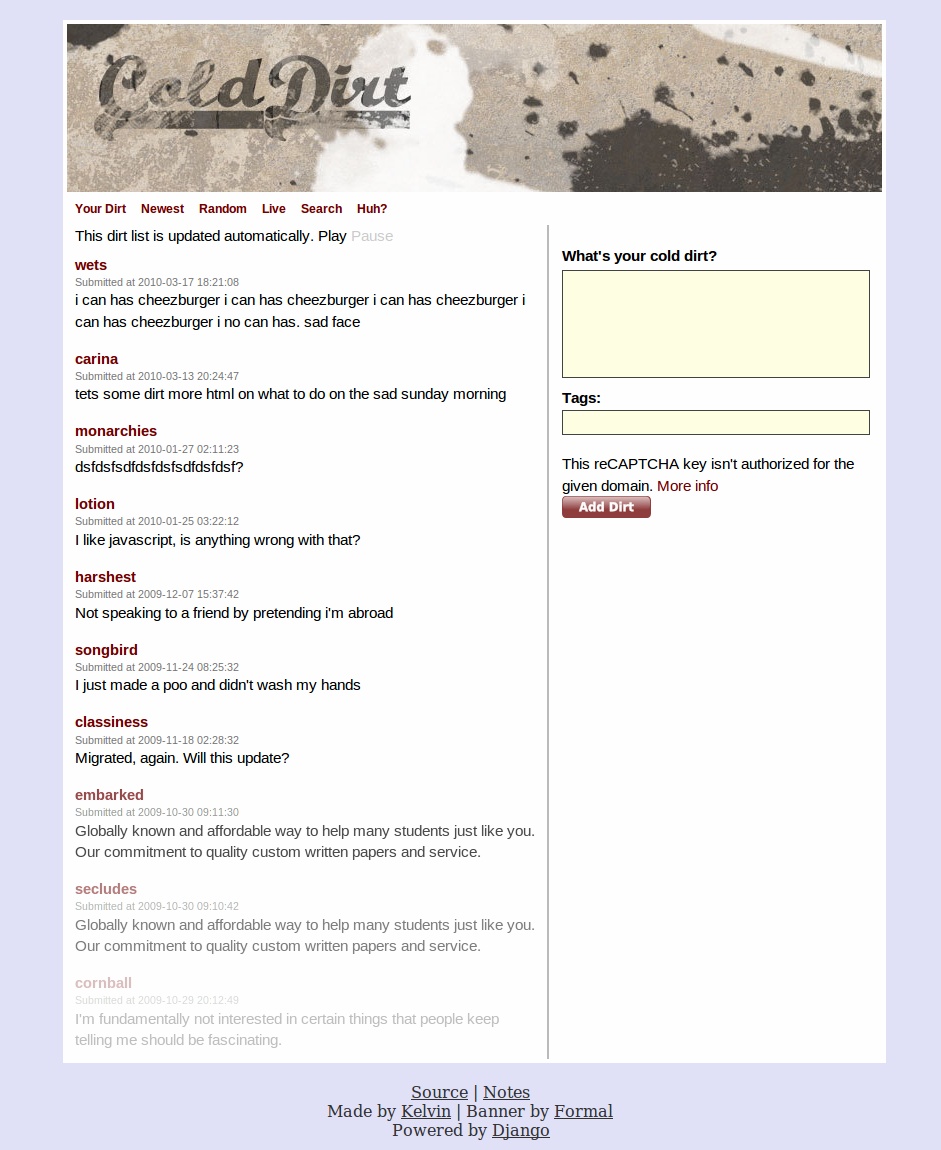 Cold Dirt
Your Dirt Newest Random Live Search Huh?
This dirt list is updated automatically. Play Pause
wets
Submitted at 2010-03-17 18:21:08
i can has cheezburger i can has cheezburger i can has cheezburger i
can has cheezburger i no can has. sad face
carina
Submitted at 2010-03-13 20:24:47
tets some dirt more html on what to do on the sad sunday morning
monarchies
Submitted at 2010-01-27 02:11:23
dsfdsfsdfdsfdsfsdfdsfdsf?
lotion
Submitted at 2010-01-25 03:22:12
I like javascript, is anything wrong with that?
harshest
Submitted at 2009-12-07 15:37:42
Not speaking to a friend by pretending i'm abroad
songbird
Submitted at 2009-11-24 08:25:32
I just made a poo and didn't wash my hands
classiness
Submitted at 2009-11-18 02:28:32
Migrated, again. Will this update?
embarked
Submitted at 2009-10-30 09:11:30
Globally known and affordable way to help many students just like you.
Our commitment to quality custom written papers and service.
secludes
Submitted at 2009-10-30 09:10:42
Globally known and affordable way to help many students just like you.
Our commitment to quality custom written papers and service.
cornball
Submitted at 2009-10-29 20:12:49
I'm fundamentally not interested in certain things that people keep
telling me should be fascinating.
What's your cold dirt?
Tags:
This reCAPTCHA key isn't authorized for the
given domain. More info
Add Dirt
Source | Notes
Made by Kelvin | Banner by Formal
Powered by Django